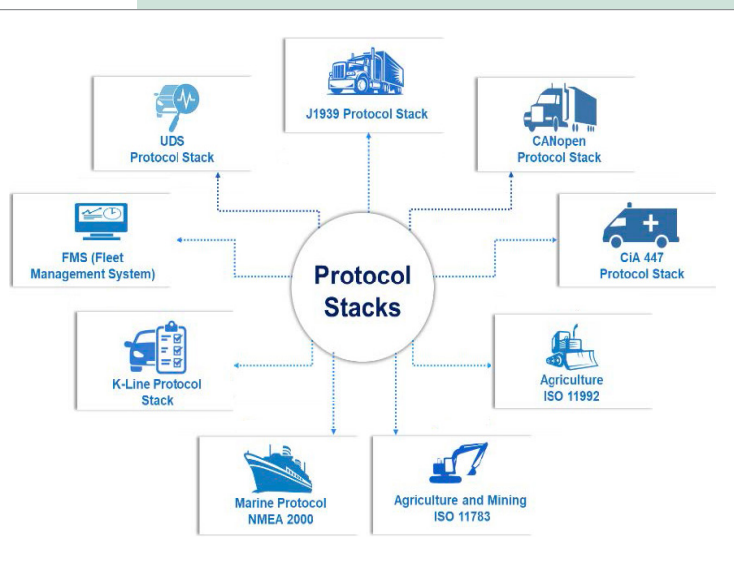 J1939 Protocol Stack
UDS
Protocol Stack
CANopen
Protocol Stack
FMS (Fleet
Management System)
Protocol
Stacks
CiA 447
Protocol Stack
K-Line Protocol
Stack
Agriculture
ISO 11992
Marine Protocol
NMEA 2000
Agriculture and Mining
ISO 11783